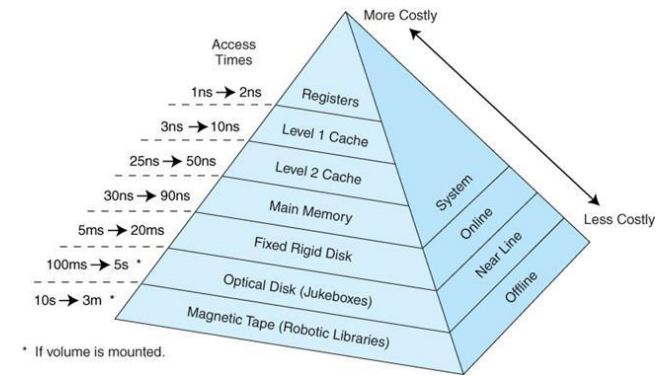 More Costly
Access
Times
1ns → 2ns
Registers
3ns → 10ns
Level 1 Cache
25ns → 50ns
Level 2 Cache
System
30ns → 90ns
Main Memory
Less Costly
Online
5ms → 20ms
Fixed Rigid Disk
Near Line
100ms → 5s *
Optical Disk (Jukeboxes)
Offline
10s → 3m *
Magnetic Tape (Robotic Libraries)
* If volume is mounted.